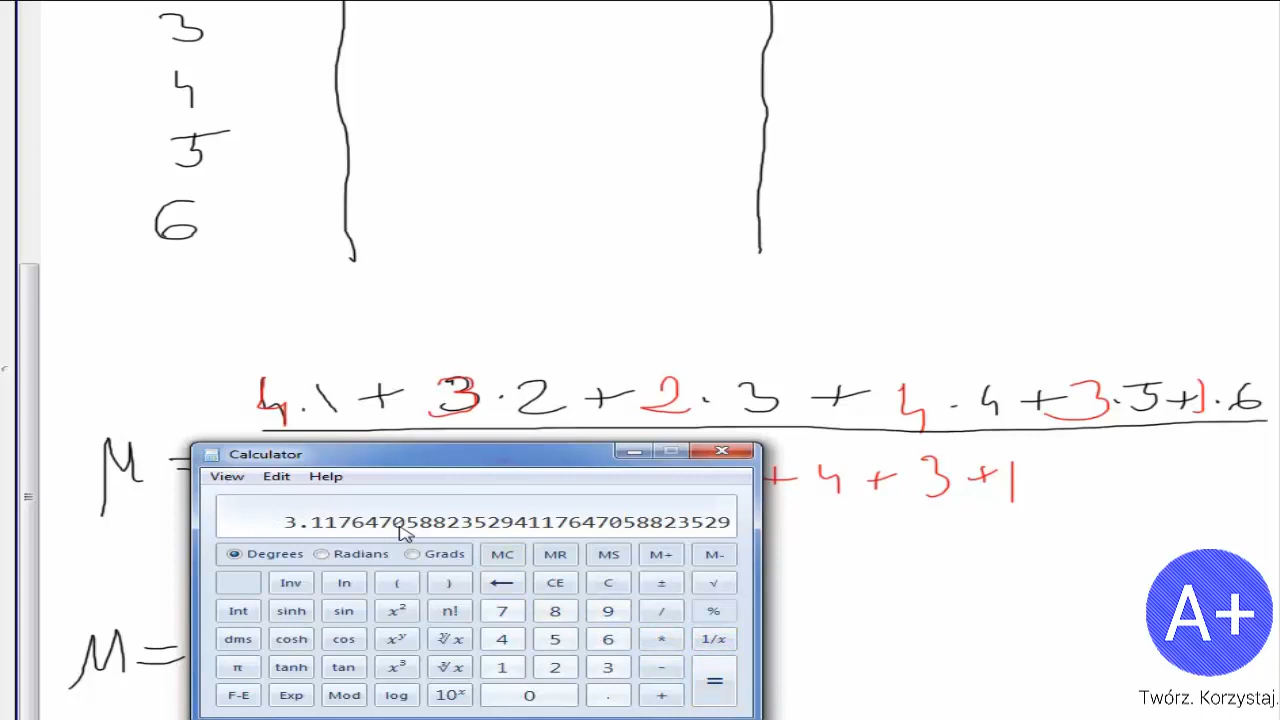 3
4
5
6
4.1 + 3.2 + 2.3 + 4.4 + 3.5 + 1.6
M =
+ 4 + 3 + 1
Calculator
View Edit Help
3.1176470588235294117647058823529
Degrees Radians Grads MC MR MS M+ M-
Inv ln ( ) ← CE C ± √
Int sinh sin x² n! 7 8 9 / %
dms cosh cos xʸ ʸ√x 4 5 6 * 1/x
π tanh tan x³ ³√x 1 2 3 - =
F-E Exp Mod log 10ˣ 0 . +
M =
A+
Twórz. Korzystaj.